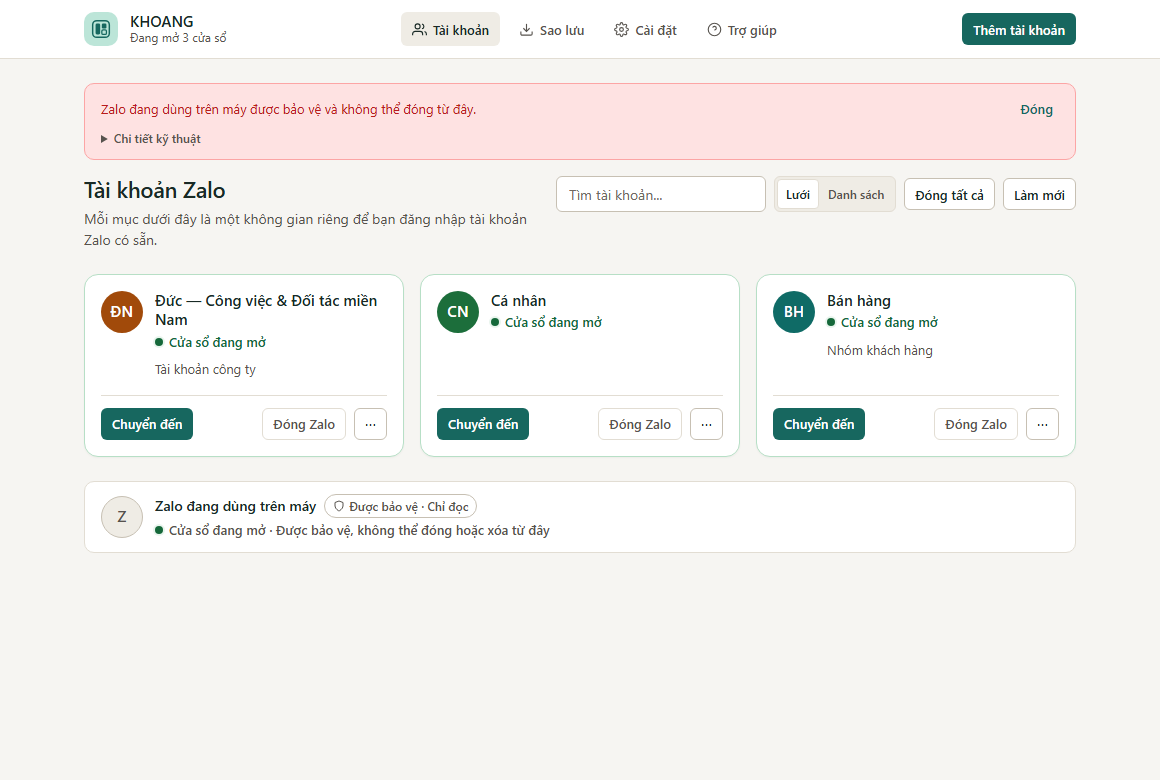 KHOANG
Đang mở 3 cửa sổ
Tài khoản
Sao lưu
Cài đặt
Trợ giúp
Thêm tài khoản
Zalo đang dùng trên máy được bảo vệ và không thể đóng từ đây.
Đóng
Chi tiết kỹ thuật
Tài khoản Zalo
Mỗi mục dưới đây là một không gian riêng để bạn đăng nhập tài khoản
Zalo có sẵn.
Tìm tài khoản...
Lưới
Danh sách
Đóng tất cả
Làm mới
ĐN
Đức — Công việc & Đối tác miền
Nam
Cửa sổ đang mở
Tài khoản công ty
Chuyển đến
Đóng Zalo
...
CN
Cá nhân
Cửa sổ đang mở
Chuyển đến
Đóng Zalo
...
BH
Bán hàng
Cửa sổ đang mở
Nhóm khách hàng
Chuyển đến
Đóng Zalo
...
Z
Zalo đang dùng trên máy
Được bảo vệ · Chỉ đọc
Cửa sổ đang mở · Được bảo vệ, không thể đóng hoặc xóa từ đây